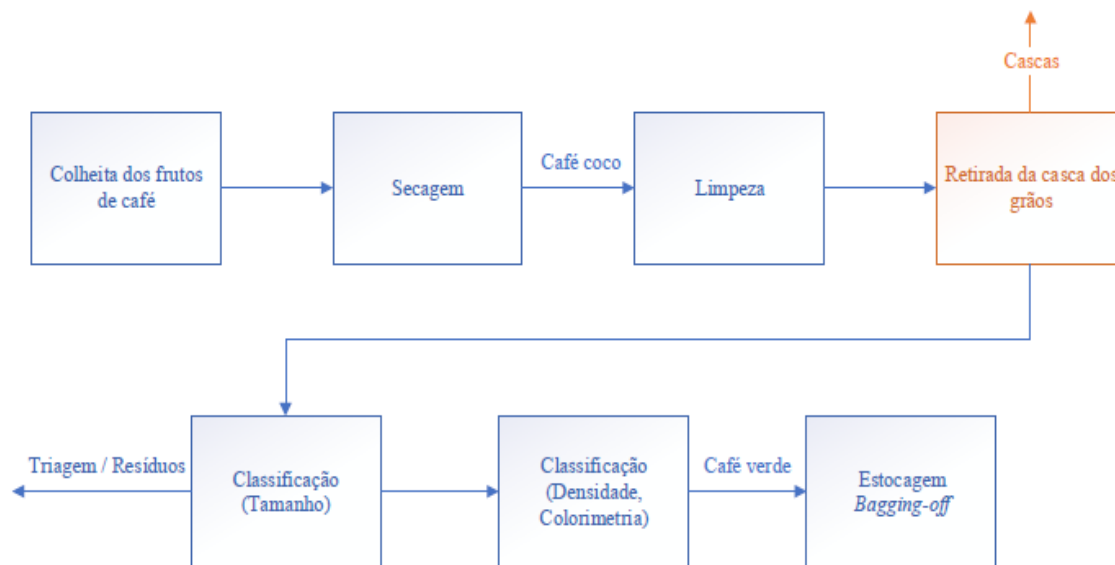 Cascas
Colheita dos frutos
de café
Secagem
Café coco
Limpeza
Retirada da casca dos
grãos
Triagem / Resíduos
Classificação
(Tamanho)
Classificação
(Densidade,
Colorimetria)
Café verde
Estocagem
Bagging-off